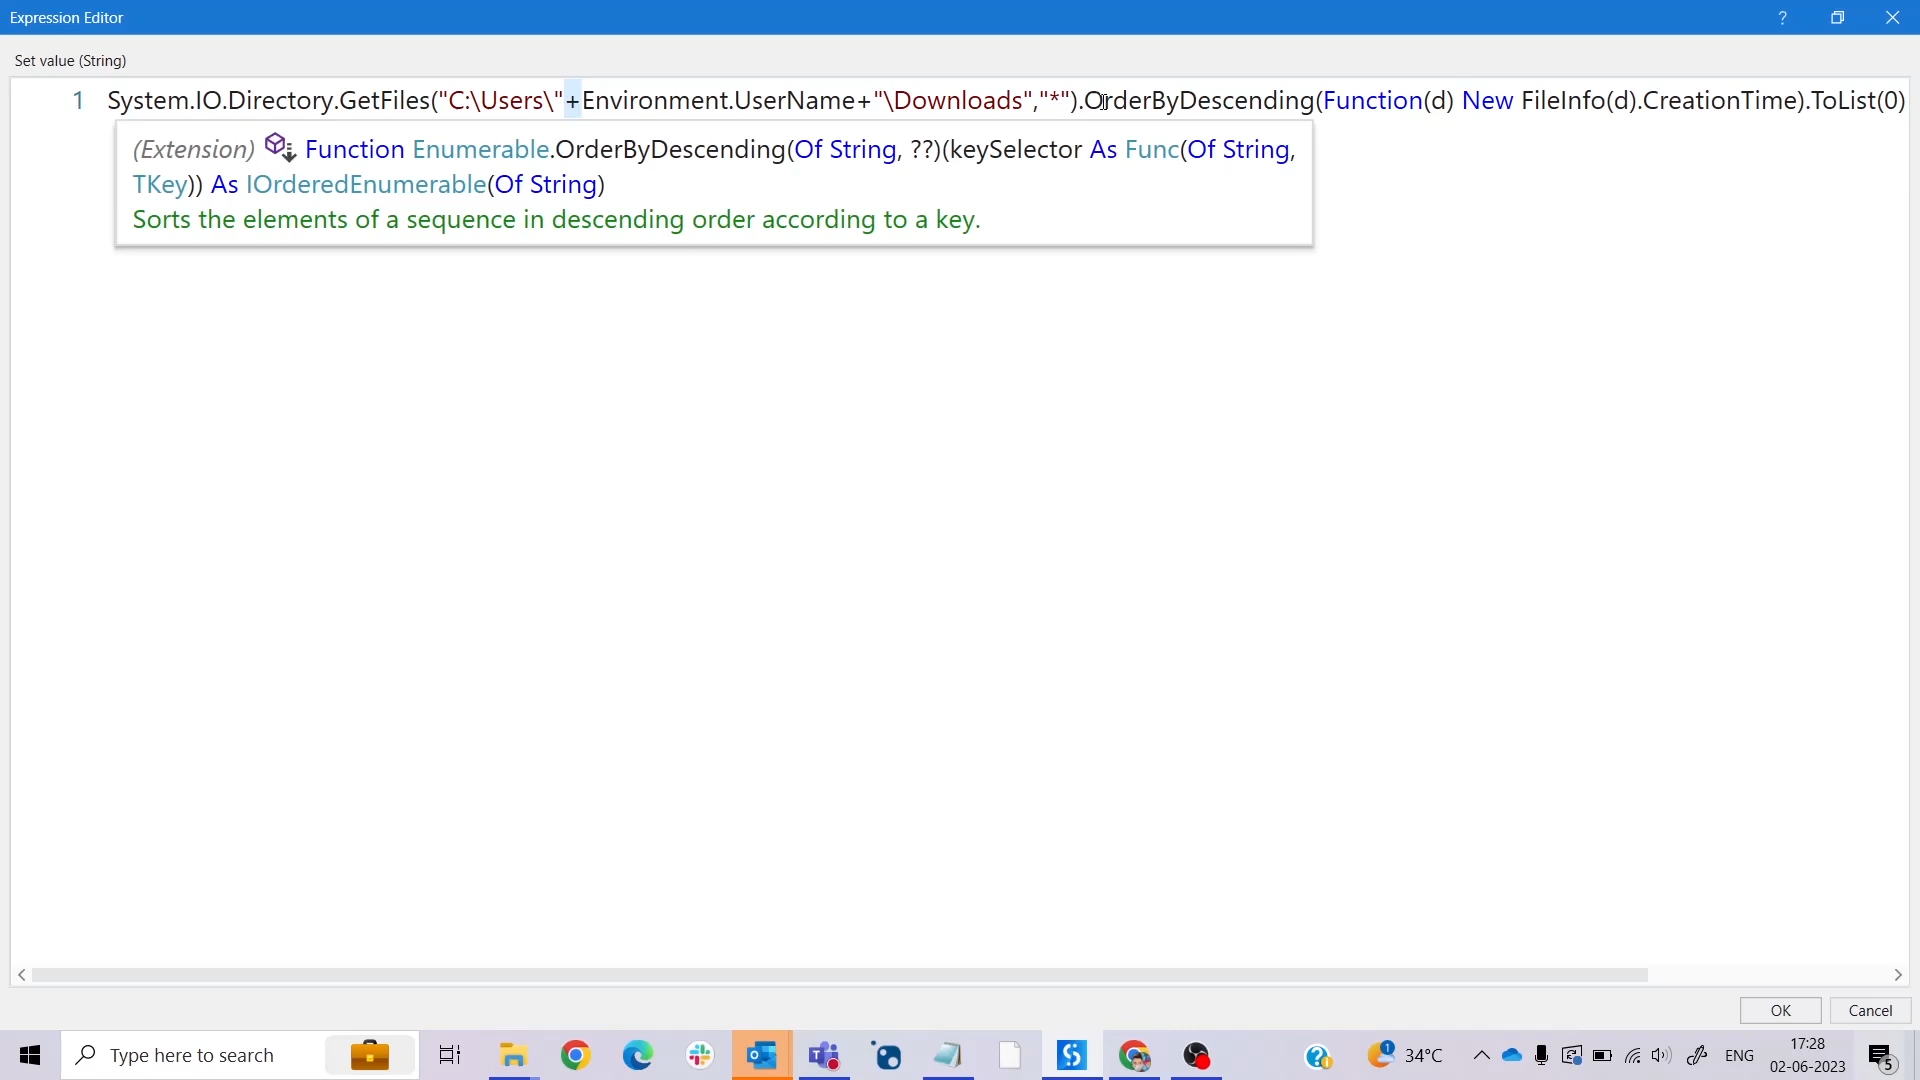 Expression Editor
?
Set value (String)
1 System.IO.Directory.GetFiles("C:\Users\"+Environment.UserName+"\Downloads","*").OrderByDescending(Function(d) New FileInfo(d).CreationTime).ToList(0)
(Extension) Function Enumerable.OrderByDescending(Of String, ??)(keySelector As Func(Of String,
TKey)) As IOrderedEnumerable(Of String)
Sorts the elements of a sequence in descending order according to a key.
OK Cancel
Type here to search
1 34°C
ENG
17:28
02-06-2023
5